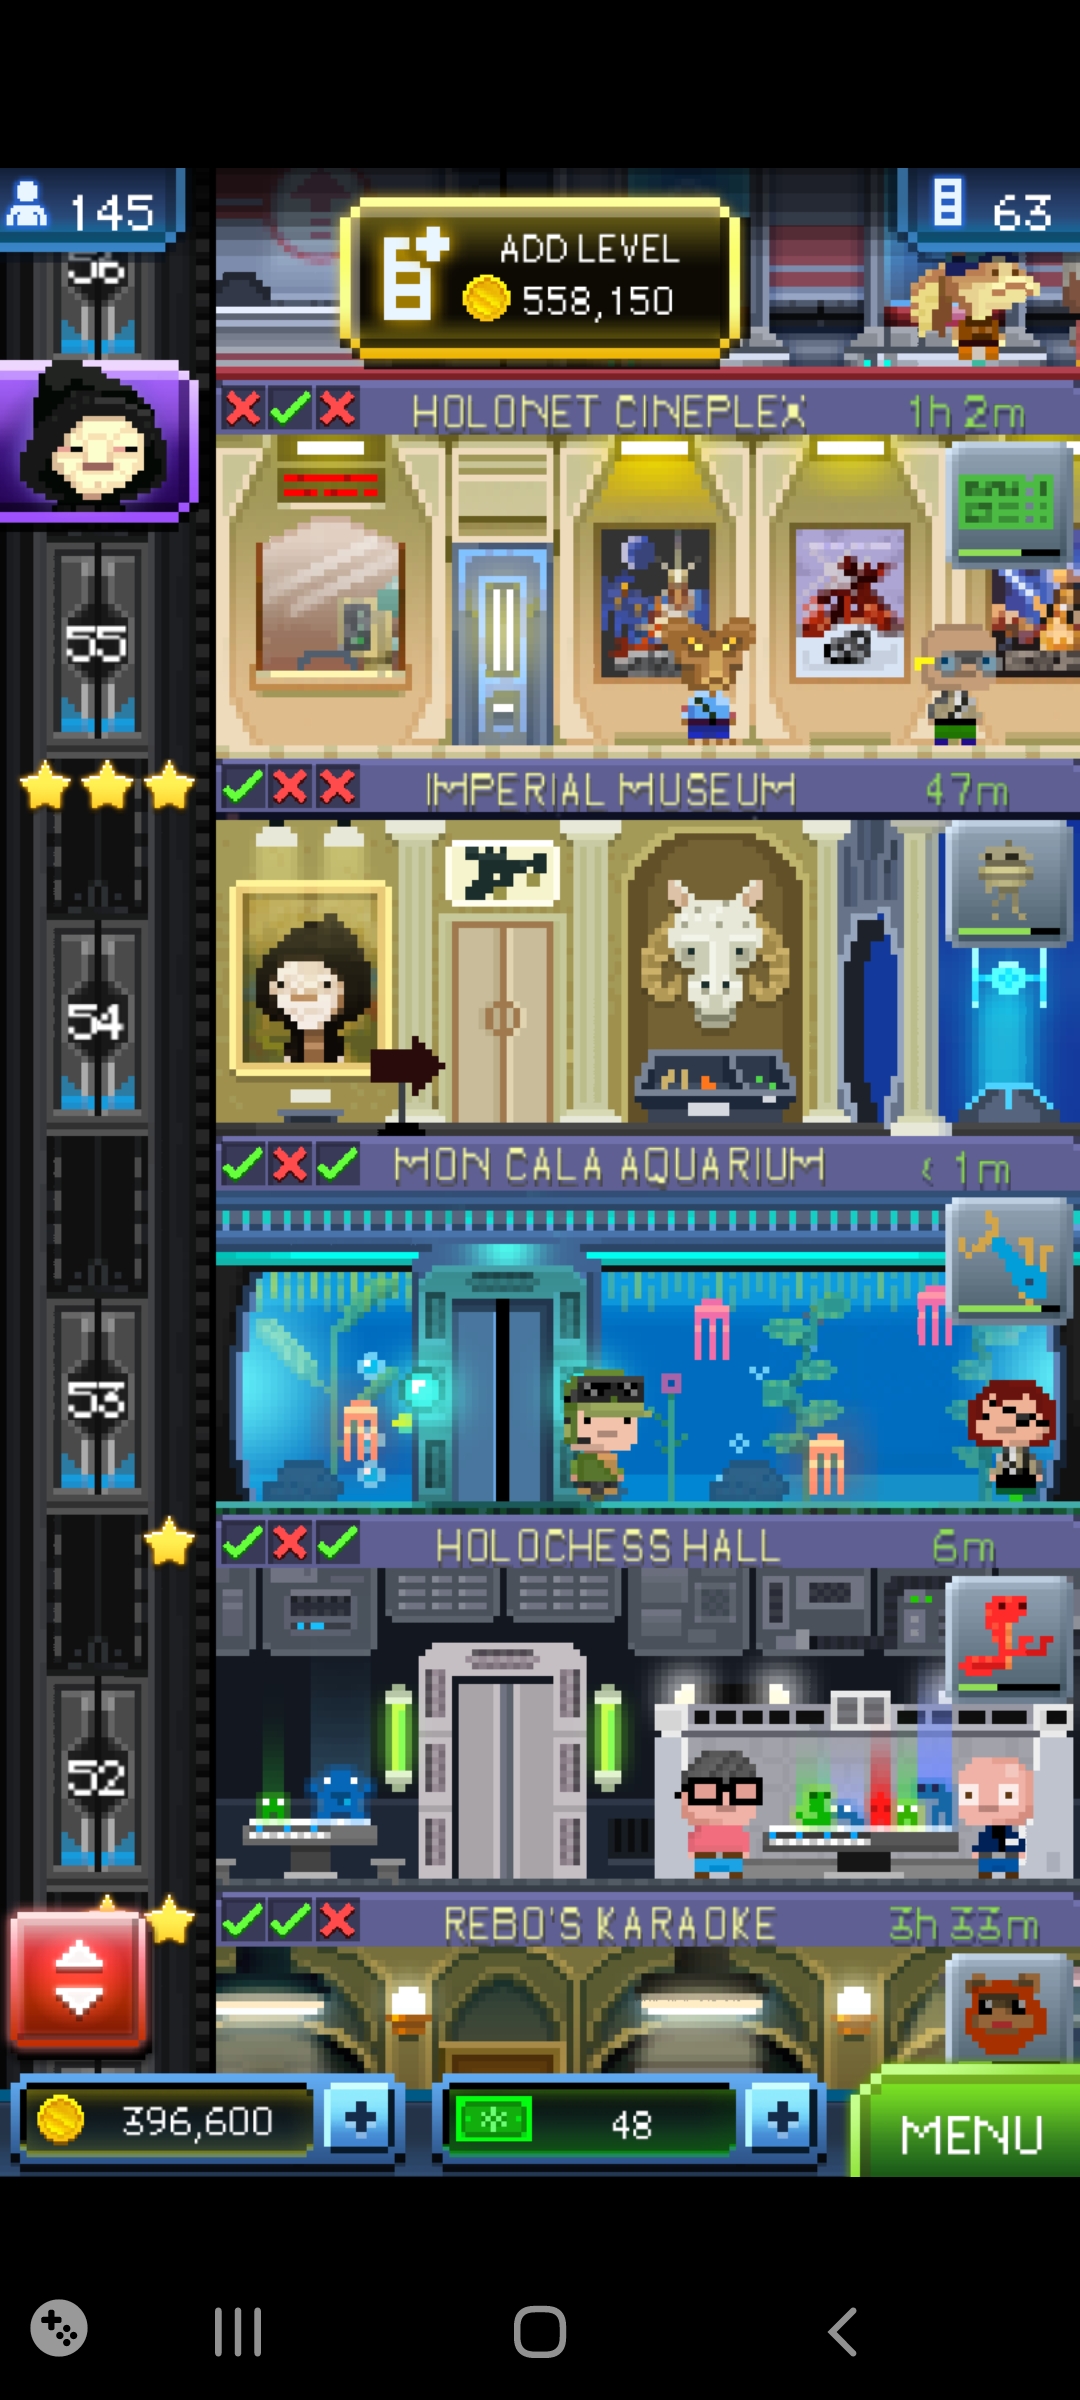 145
ADD LEVEL
558,150
63
56
HOLONET CINEPLEX 1h 2m
55
IMPERIAL MUSEUM 47m
54
MON CALA AQUARIUM < 1m
53
HOLOCHESS HALL 6m
52
REBO'S KARAOKE 3h 33m
396,600 + 48 + MENU